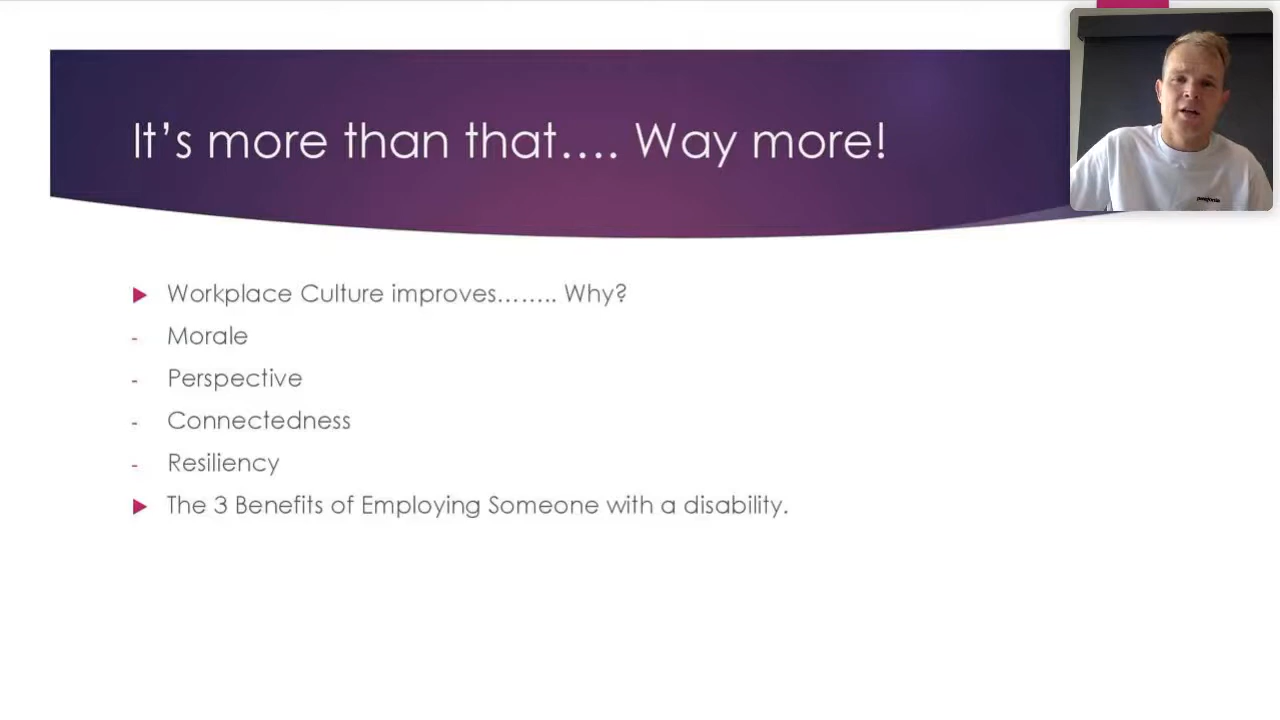 It's more than that.... Way more!
Workplace Culture improves........ Why?
- Morale
- Perspective
- Connectedness
- Resiliency
The 3 Benefits of Employing Someone with a disability.
patagonia